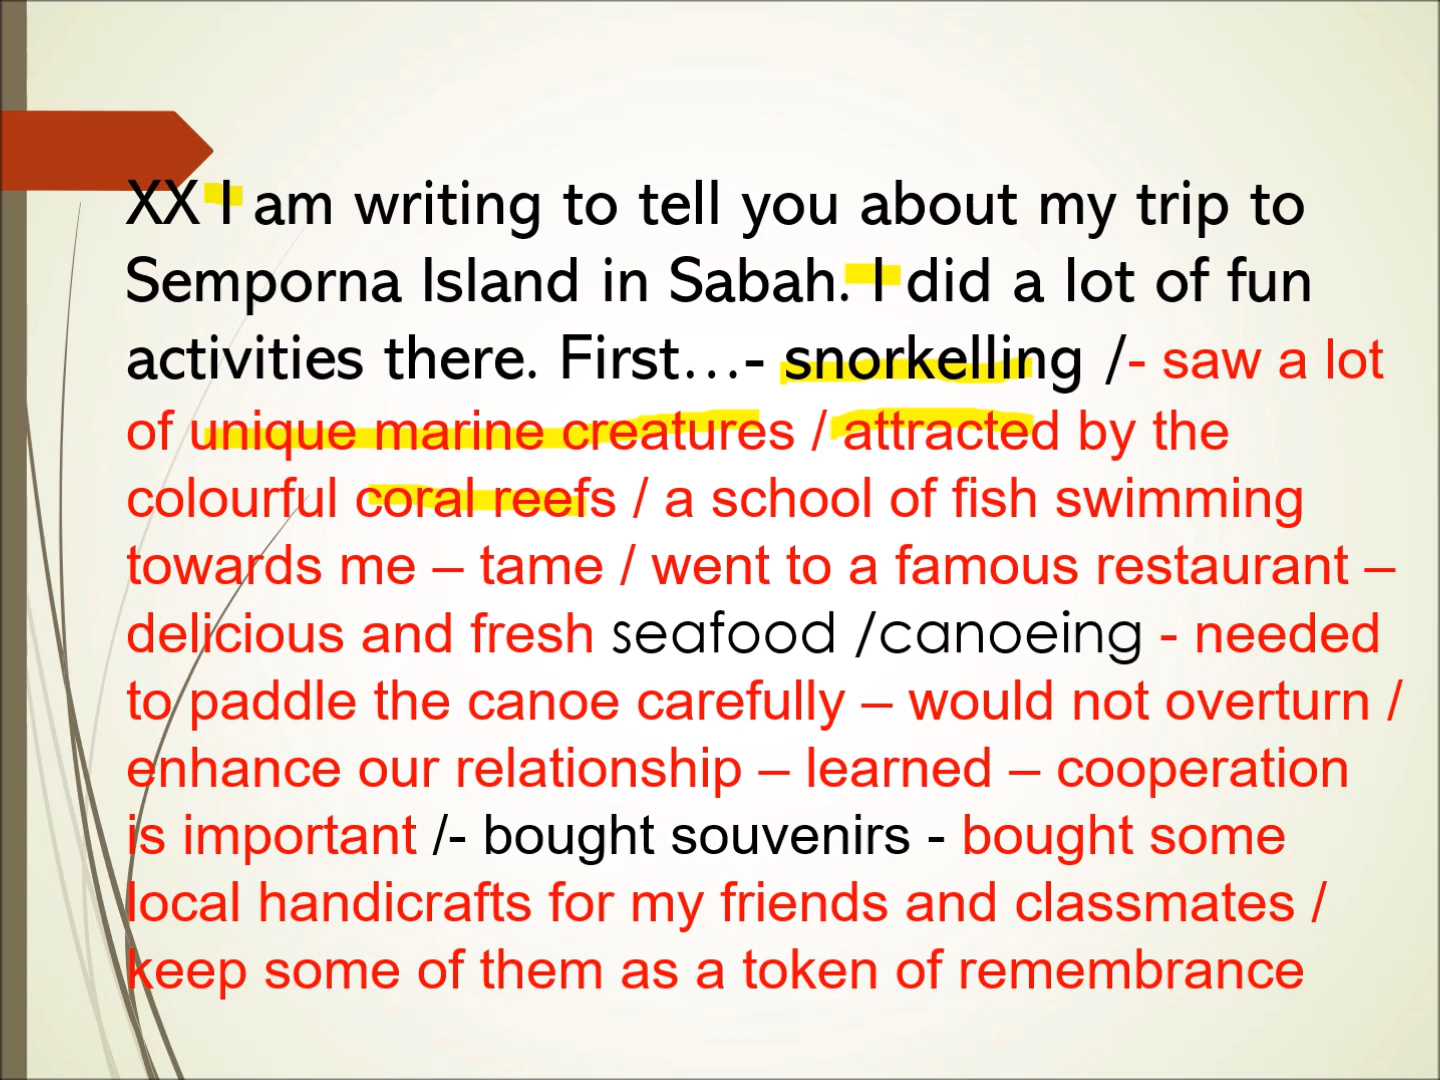 XX I am writing to tell you about my trip to
Semporna Island in Sabah. I did a lot of fun
activities there. First…- snorkelling /- saw a lot
of unique marine creatures / attracted by the
colourful coral reefs / a school of fish swimming
towards me – tame / went to a famous restaurant –
delicious and fresh seafood /canoeing - needed
to paddle the canoe carefully – would not overturn /
enhance our relationship – learned – cooperation
is important /- bought souvenirs - bought some
local handicrafts for my friends and classmates /
keep some of them as a token of remembrance